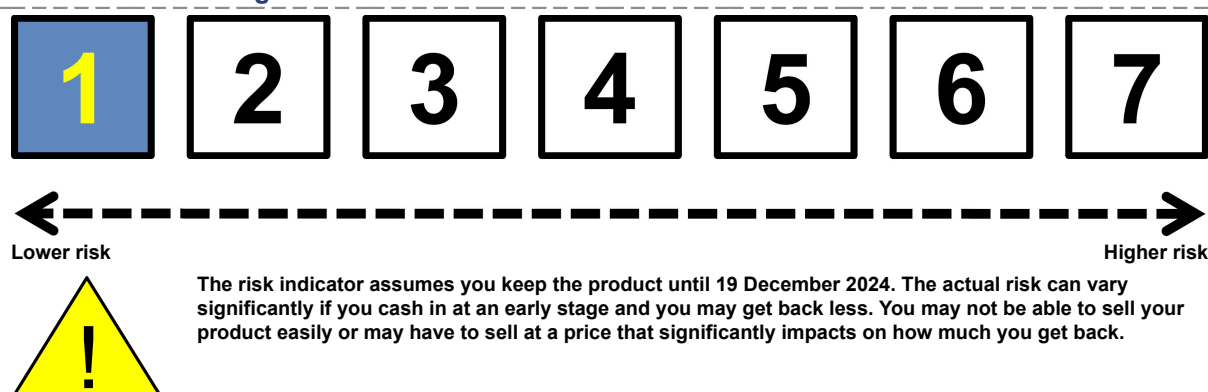 1 2 3 4 5 6 7
Lower risk Higher risk
The risk indicator assumes you keep the product until 19 December 2024. The actual risk can vary
significantly if you cash in at an early stage and you may get back less. You may not be able to sell your
product easily or may have to sell at a price that significantly impacts on how much you get back.
!